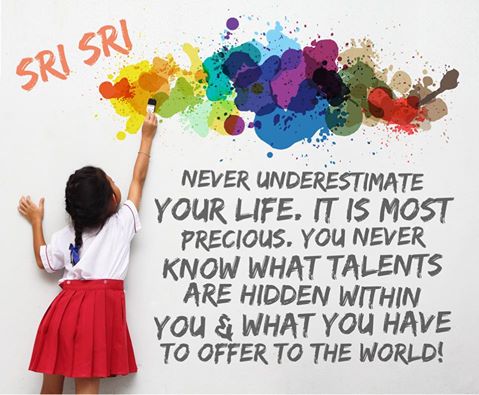 SRI SRI
NEVER UNDERESTIMATE
YOUR LIFE. IT IS MOST
PRECIOUS. YOU NEVER
KNOW WHAT TALENTS
ARE HIDDEN WITHIN
YOU & WHAT YOU HAVE
TO OFFER TO THE WORLD!